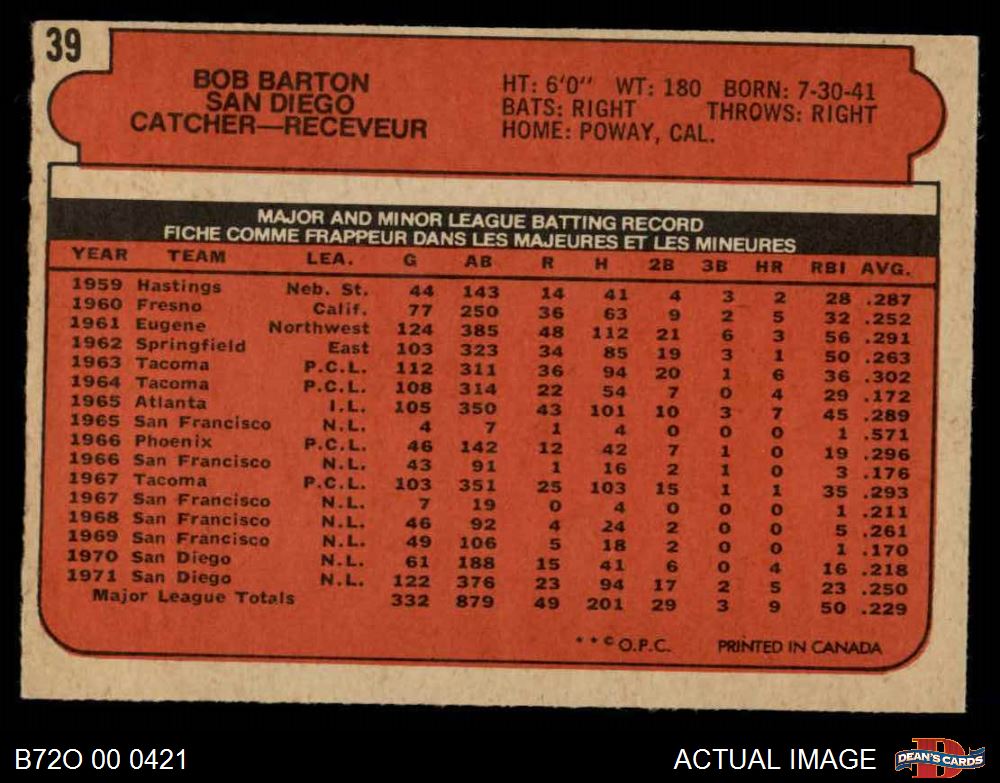 39
BOB BARTON
SAN DIEGO
CATCHER—RECEVEUR
HT: 6'0'' WT: 180 BORN: 7-30-41
BATS: RIGHT THROWS: RIGHT
HOME: POWAY, CAL.
MAJOR AND MINOR LEAGUE BATTING RECORD
FICHE COMME FRAPPEUR DANS LES MAJEURES ET LES MINEURES
YEAR TEAM LEA. G AB R H 2B 3B HR RBI AVG.
1959 Hastings Neb. St. 44 143 14 41 4 3 2 28 .287
1960 Fresno Calif. 77 250 36 63 9 2 5 32 .252
1961 Eugene Northwest 124 385 48 112 21 6 3 56 .291
1962 Springfield East 103 323 34 85 19 3 1 50 .263
1963 Tacoma P.C.L. 112 311 36 94 20 1 6 36 .302
1964 Tacoma P.C.L. 108 314 22 54 7 0 4 29 .172
1965 Atlanta I.L. 105 350 43 101 10 3 7 45 .289
1965 San Francisco N.L. 4 7 1 4 0 0 0 1 .571
1966 Phoenix P.C.L. 46 142 12 42 7 1 0 19 .296
1966 San Francisco N.L. 43 91 1 16 2 1 0 3 .176
1967 Tacoma P.C.L. 103 351 25 103 15 1 1 35 .293
1967 San Francisco N.L. 7 19 0 4 0 0 0 1 .211
1968 San Francisco N.L. 46 92 4 24 2 0 0 5 .261
1969 San Francisco N.L. 49 106 5 18 2 0 0 1 .170
1970 San Diego N.L. 61 188 15 41 6 0 4 16 .218
1971 San Diego N.L. 122 376 23 94 17 2 5 23 .250
Major League Totals 332 879 49 201 29 3 9 50 .229
**©O.P.C. PRINTED IN CANADA
B72O 00 0421
ACTUAL IMAGE
D
DEAN'S CARDS